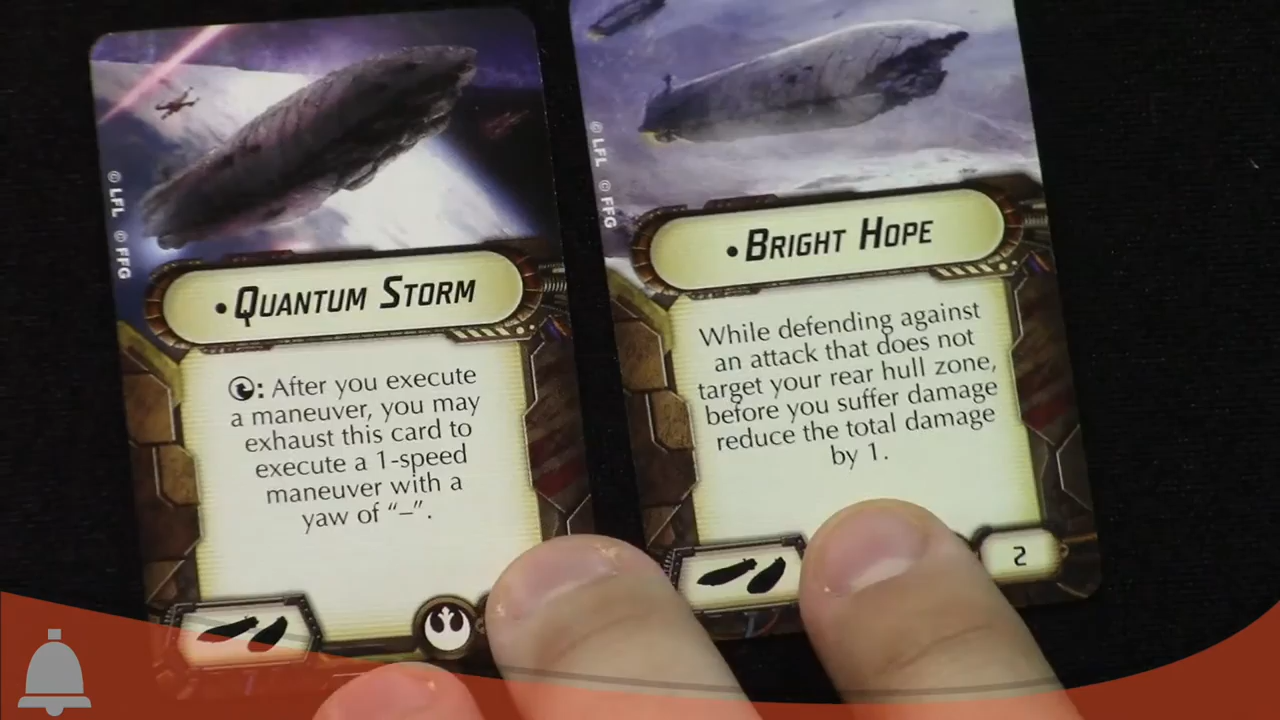 © LFL © FFG
• QUANTUM STORM
: After you execute
a maneuver, you may
exhaust this card to
execute a 1-speed
maneuver with a
yaw of “–”.
© LFL © FFG
• BRIGHT HOPE
While defending against
an attack that does not
target your rear hull zone,
before you suffer damage
reduce the total damage
by 1.
2